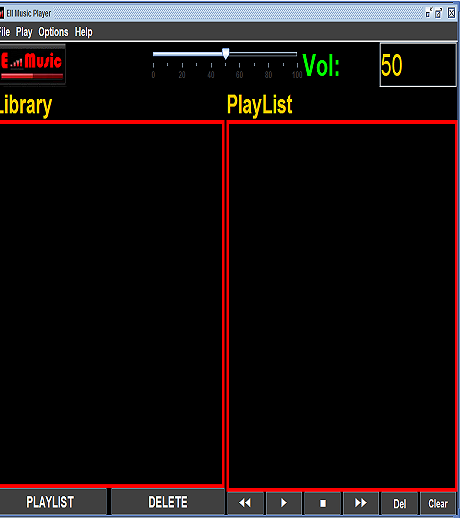 Ell Music Player
File Play Options Help
E Music
0 20 40 60 80 100
Vol:
50
Library
PlayList
PLAYLIST
DELETE
Del
Clear